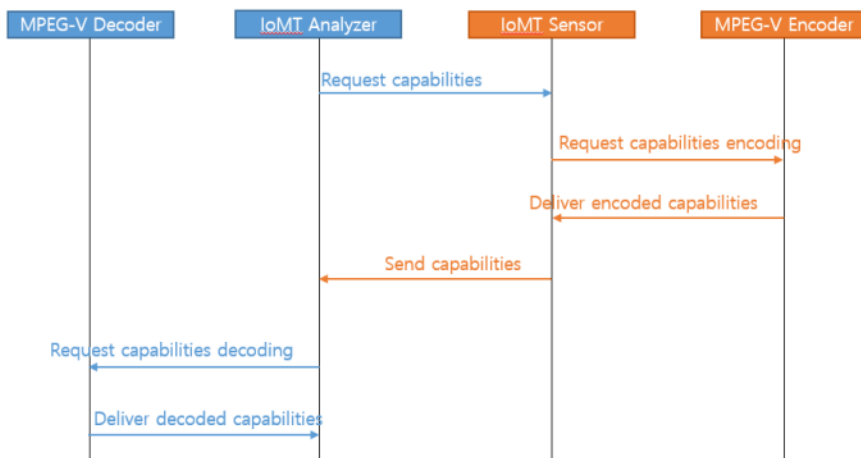 MPEG-V Decoder
IoMT Analyzer
IoMT Sensor
MPEG-V Encoder
Request capabilities
Request capabilities encoding
Deliver encoded capabilities
Send capabilities
Request capabilities decoding
Deliver decoded capabilities